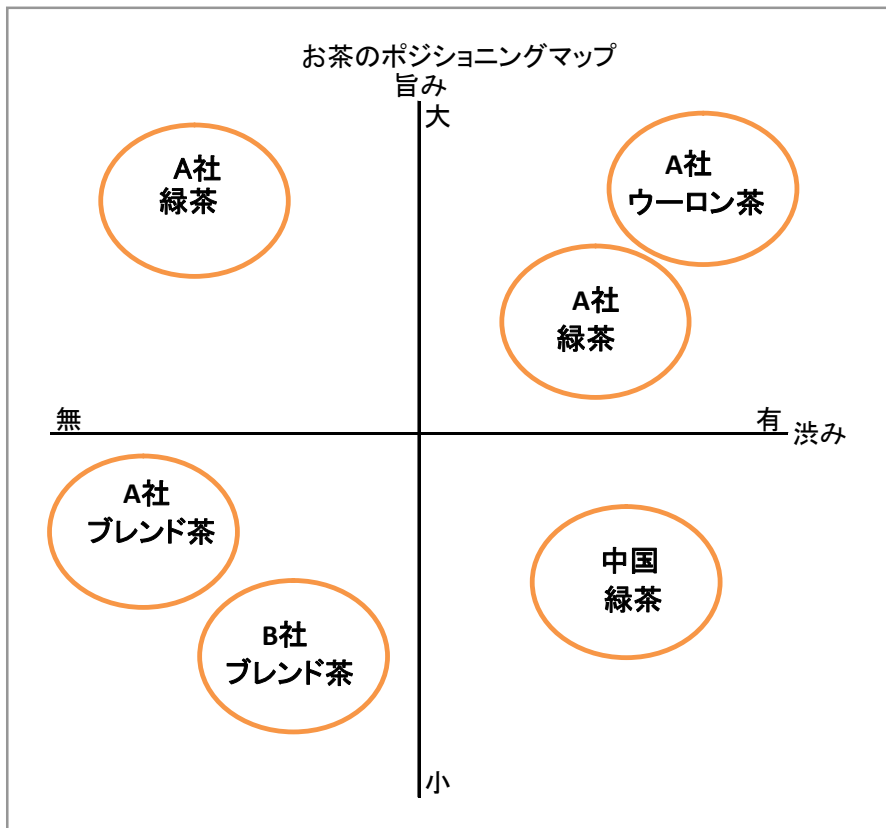 お茶のポジショニングマップ
旨み
大
A社
緑茶
A社
ウーロン茶
A社
緑茶
無
有
渋み
A社
ブレンド茶
中国
緑茶
B社
ブレンド茶
小